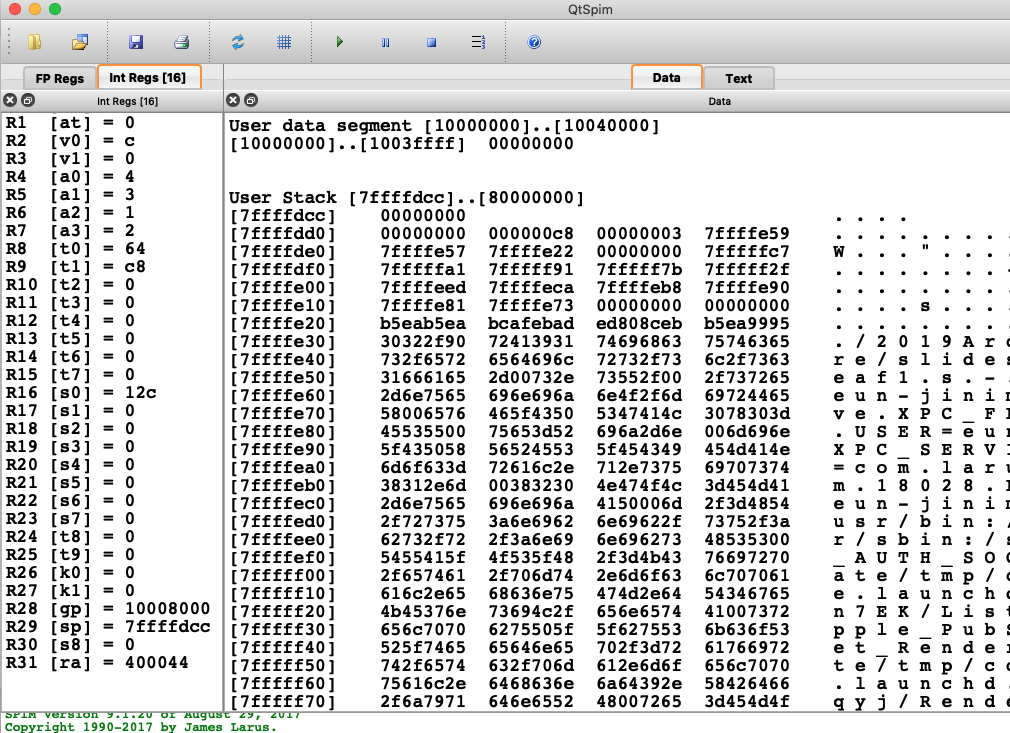 QtSpim
FP Regs
Int Regs [16]
Data
Text
Int Regs [16]
Data
R1 [at] = 0
R2 [v0] = c
R3 [v1] = 0
R4 [a0] = 4
R5 [a1] = 3
R6 [a2] = 1
R7 [a3] = 2
R8 [t0] = 64
R9 [t1] = c8
R10 [t2] = 0
R11 [t3] = 0
R12 [t4] = 0
R13 [t5] = 0
R14 [t6] = 0
R15 [t7] = 0
R16 [s0] = 12c
R17 [s1] = 0
R18 [s2] = 0
R19 [s3] = 0
R20 [s4] = 0
R21 [s5] = 0
R22 [s6] = 0
R23 [s7] = 0
R24 [t8] = 0
R25 [t9] = 0
R26 [k0] = 0
R27 [k1] = 0
R28 [gp] = 10008000
R29 [sp] = 7ffffdcc
R30 [s8] = 0
R31 [ra] = 400044
User data segment [10000000]..[10040000]
[10000000]..[1003ffff] 00000000
User Stack [7ffffdcc]..[80000000]
[7ffffdcc] 00000000 . . . .
[7ffffdd0] 00000000 000000c8 00000003 7ffffe59 . . . . . . . . .
[7ffffde0] 7ffffe57 7ffffe22 00000000 7fffffc7 W . . . " . . . .
[7ffffdf0] 7fffffa1 7fffff91 7fffff7b 7fffff2f . . . . . . . .
[7ffffe00] 7ffffeed 7ffffeca 7ffffeb8 7ffffe90 . . . . . . . . .
[7ffffe10] 7ffffe81 7ffffe73 00000000 00000000 . . . . s . . . .
[7ffffe20] b5eab5ea bcafebad ed808ceb b5ea9995 . . . . . . . . .
[7ffffe30] 30322f90 72413931 74696863 75746365 . / 2 0 1 9 A r c
[7ffffe40] 732f6572 6564696c 72732f73 6c2f7363 r e / s l i d e s
[7ffffe50] 31666165 2d00732e 73552f00 2f737265 e a f 1 . s . - .
[7ffffe60] 2d6e7565 696e696a 6e4f2f6d 69724465 e u n - j i n i n
[7ffffe70] 58006576 465f4350 5347414c 3078303d v e . X P C _ F L
[7ffffe80] 45535500 75653d52 696a2d6e 006d696e . U S E R = e u n
[7ffffe90] 5f435058 56524553 5f454349 454d414e X P C _ S E R V I
[7ffffea0] 6d6f633d 72616c2e 712e7375 69707374 = c o m . l a r u
[7ffffeb0] 38312e6d 00383230 4e474f4c 3d454d41 m . 1 8 0 2 8 .
[7ffffec0] 2d6e7565 696e696a 4150006d 2f3d4854 e u n - j i n i n
[7ffffed0] 2f727375 3a6e6962 6e69622f 73752f3a u s r / b i n : /
[7ffffee0] 62732f72 2f3a6e69 6e696273 48535300 r / s b i n : / s
[7ffffef0] 5455415f 4f535f48 2f3d4b43 76697270 _ A U T H _ S O C
[7fffff00] 2f657461 2f706d74 2e6d6f63 6c707061 a t e / t m p / c
[7fffff10] 616c2e65 68636e75 474d2e64 54346765 e . l a u n c h d
[7fffff20] 4b45376e 73694c2f 656e6574 41007372 n 7 E K / L i s t
[7fffff30] 656c7070 6275505f 5f627553 6b636f53 p p l e _ P u b S
[7fffff40] 525f7465 65646e65 702f3d72 61766972 e t _ R e n d e r
[7fffff50] 742f6574 632f706d 612e6d6f 656c7070 t e / t m p / c o
[7fffff60] 75616c2e 6468636e 6a64392e 58426466 . l a u n c h d .
[7fffff70] 2f6a7971 646e6552 48007265 3d454d4f q y j / R e n d e
SPIM Version 9.1.20 of August 29, 2017
Copyright 1990-2017 by James Larus.